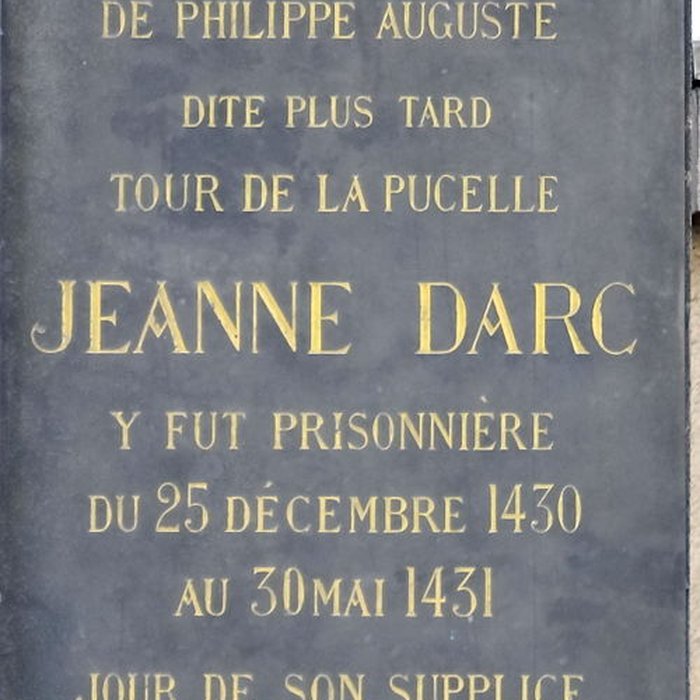 DE PHILIPPE AUGUSTE
DITE PLUS TARD
TOUR DE LA PUCELLE
JEANNE DARC
Y FUT PRISONNIÈRE
DU 25 DÉCEMBRE 1430
AU 30 MAI 1431
JOUR DE SON SUPPLICE